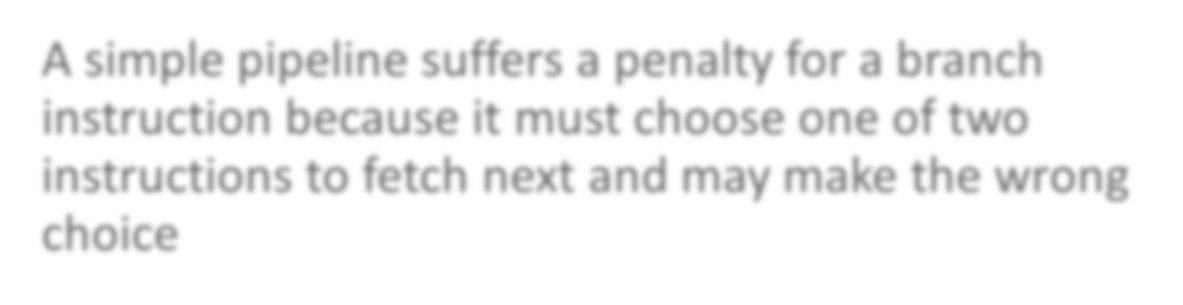 A simple pipeline suffers a penalty for a branch
instruction because it must choose one of two
instructions to fetch next and may make the wrong
choice